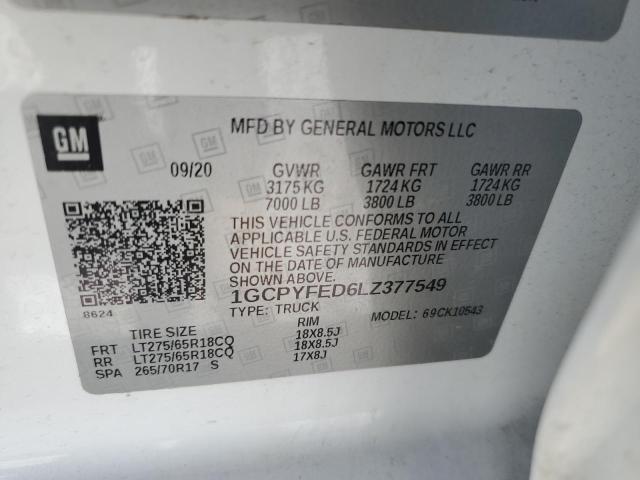 GM
MFD BY GENERAL MOTORS LLC
09/20 GVWR GAWR FRT GAWR RR
3175 KG 1724 KG 1724 KG
7000 LB 3800 LB 3800 LB
THIS VEHICLE CONFORMS TO ALL
APPLICABLE U.S. FEDERAL MOTOR
VEHICLE SAFETY STANDARDS IN EFFECT
ON THE DATE OF MANUFACTURE
SHOWN ABOVE.
8624 1GCPYFED6LZ377549
TYPE: TRUCK MODEL: 69CK10543
TIRE SIZE RIM
FRT LT275/65R18CQ 18X8.5J
RR LT275/65R18CQ 18X8.5J
SPA 265/70R17 S 17X8J